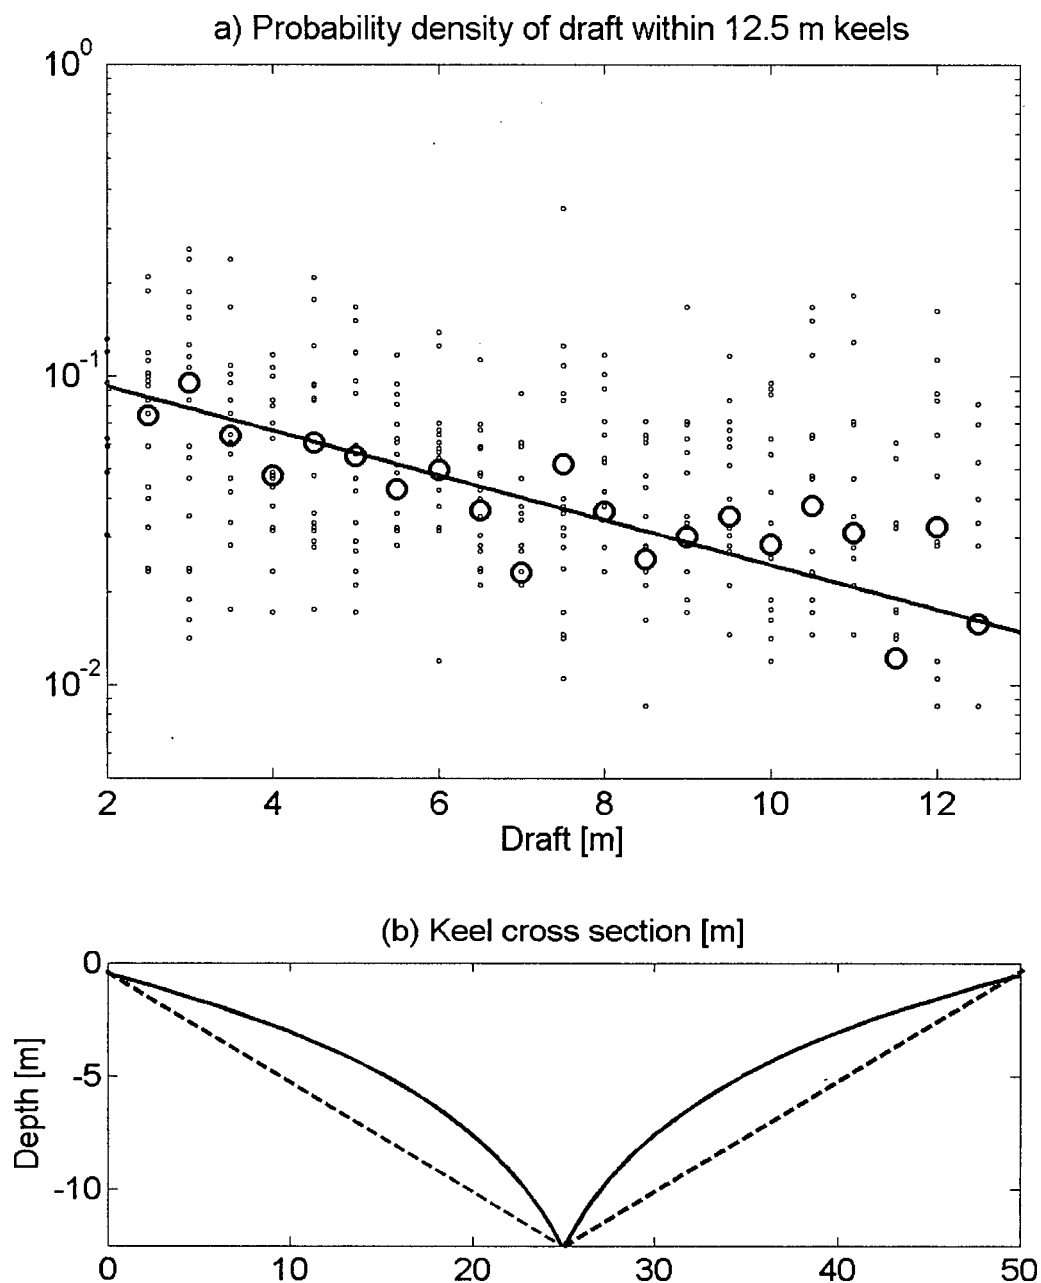 a) Probability density of draft within 12.5 m keels
10^0
10^-1
10^-2
2 4 6 8 10 12
Draft [m]
(b) Keel cross section [m]
0
-5
-10
Depth [m]
0 10 20 30 40 50